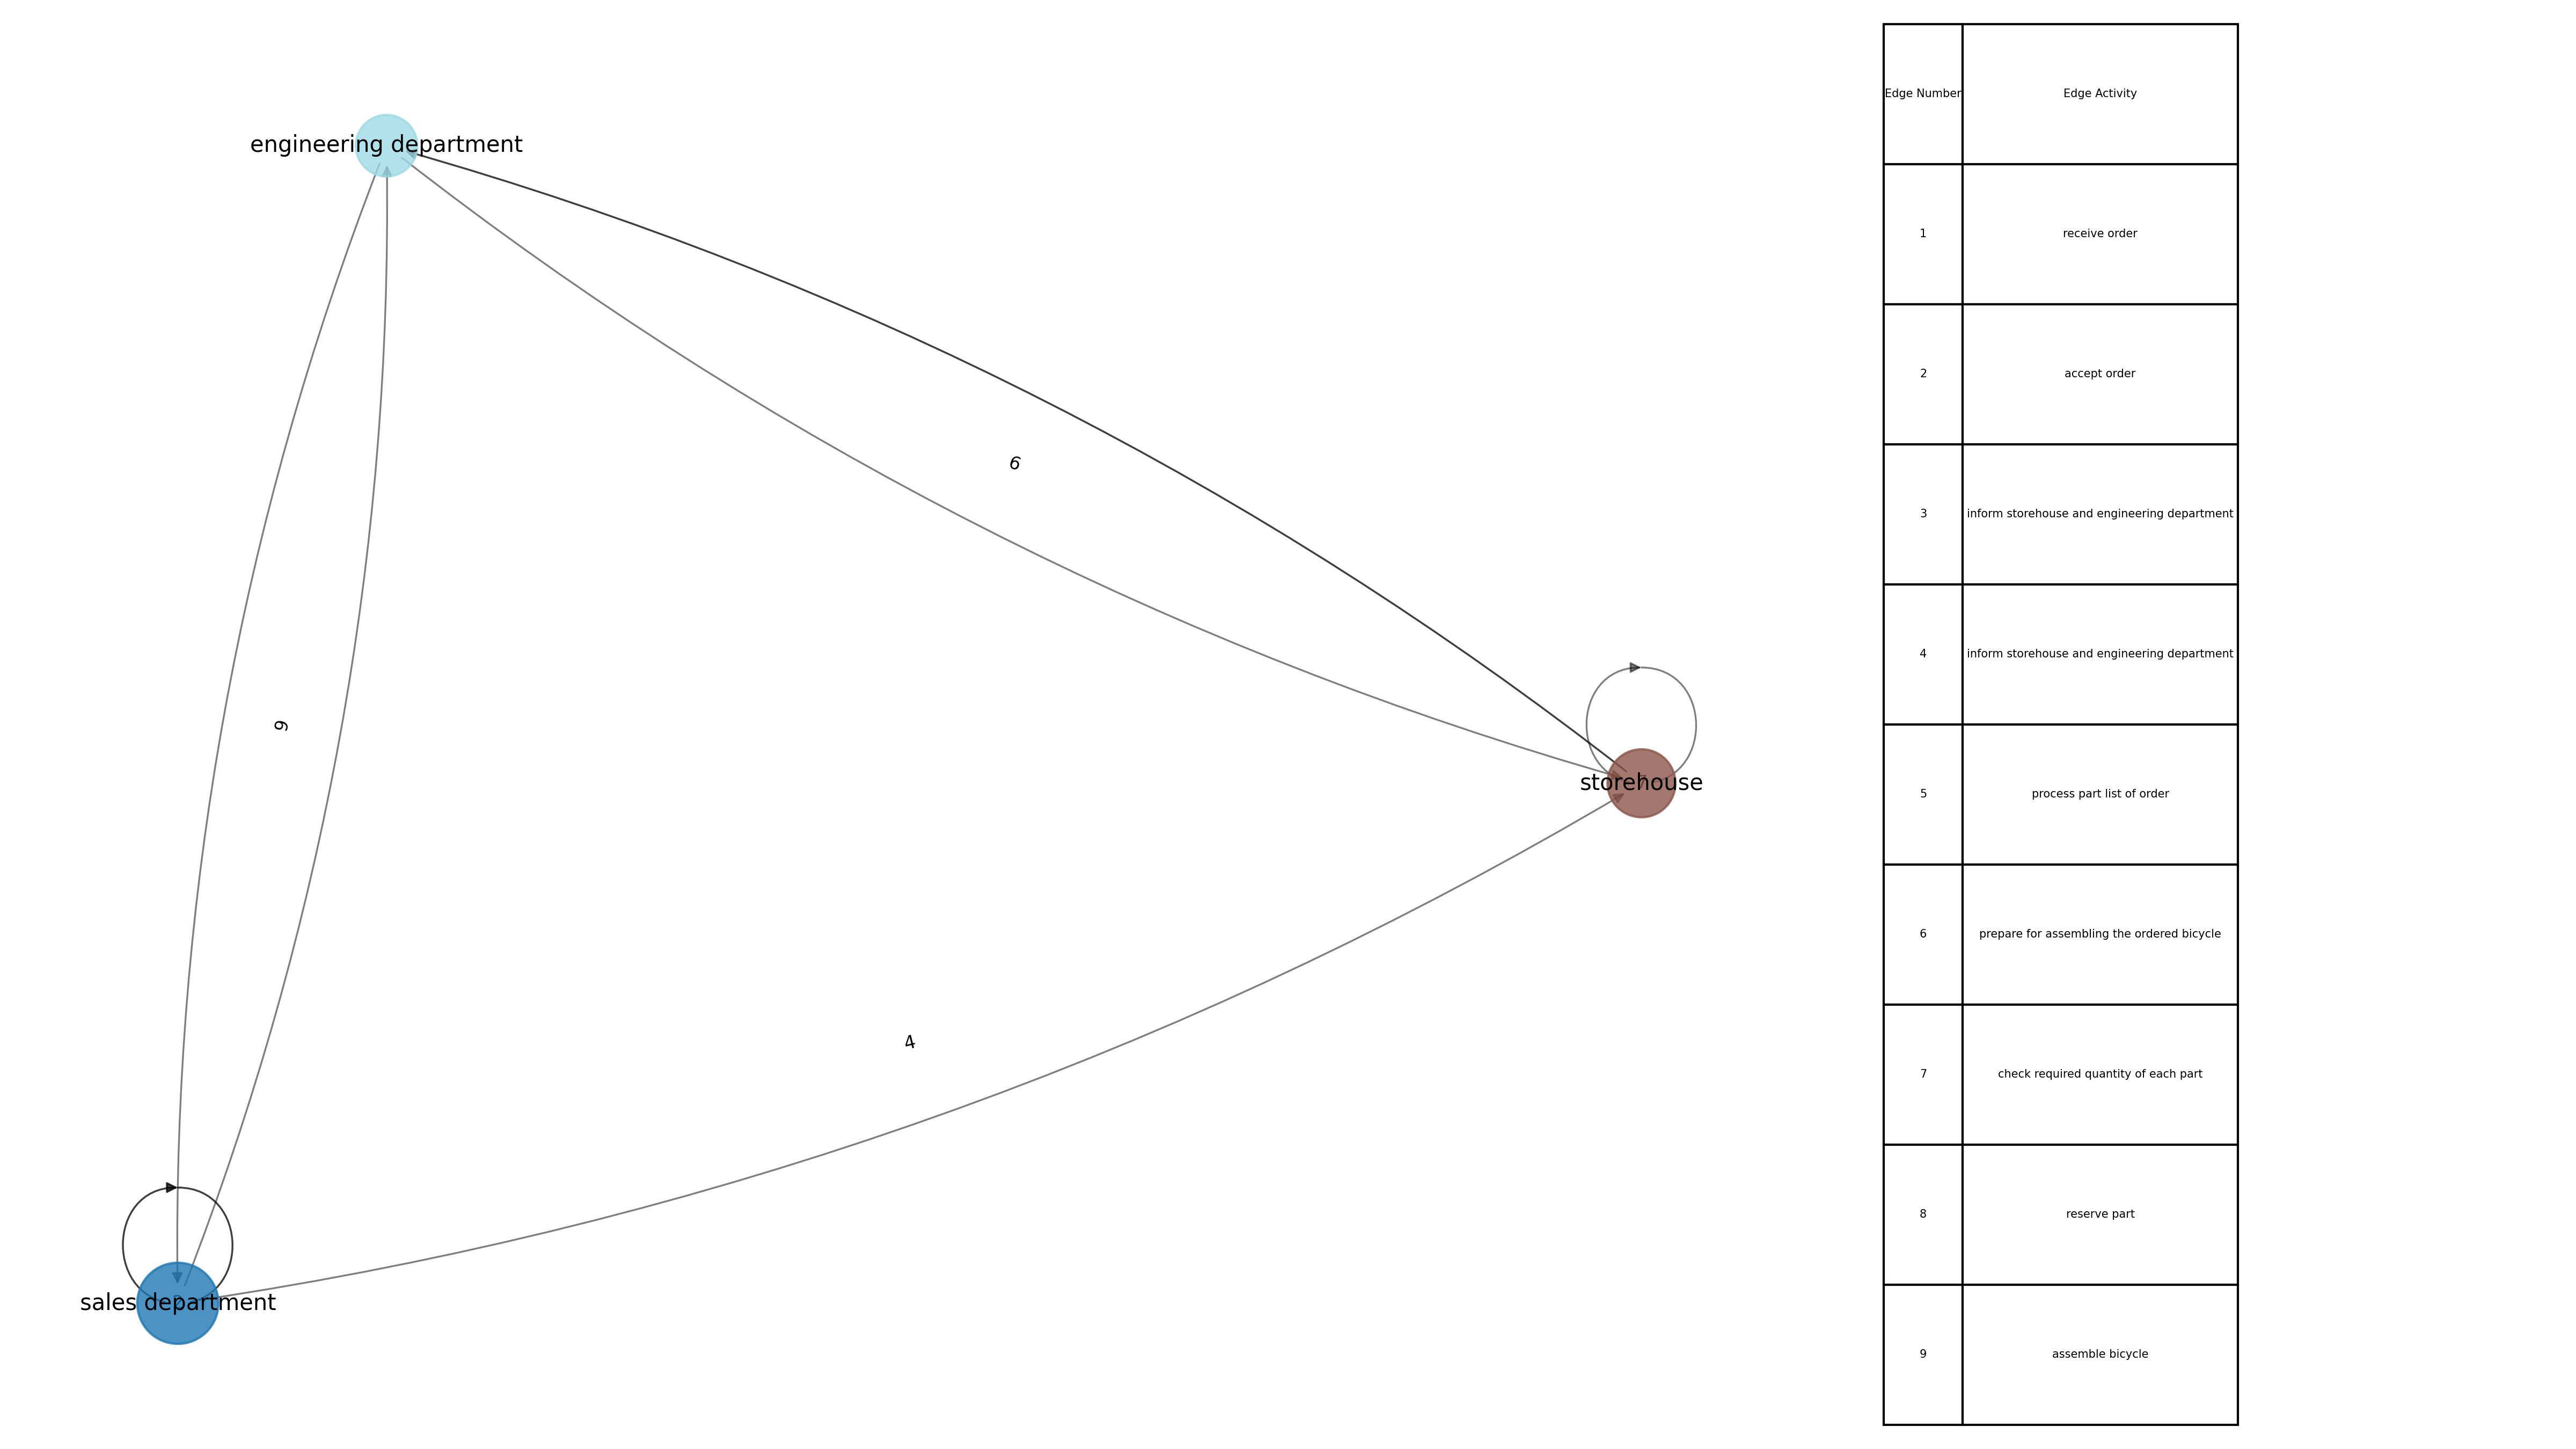 engineering department
6
9
storehouse
4
sales department
Edge Number Edge Activity
1 receive order
2 accept order
3 inform storehouse and engineering department
4 inform storehouse and engineering department
5 process part list of order
6 prepare for assembling the ordered bicycle
7 check required quantity of each part
8 reserve part
9 assemble bicycle